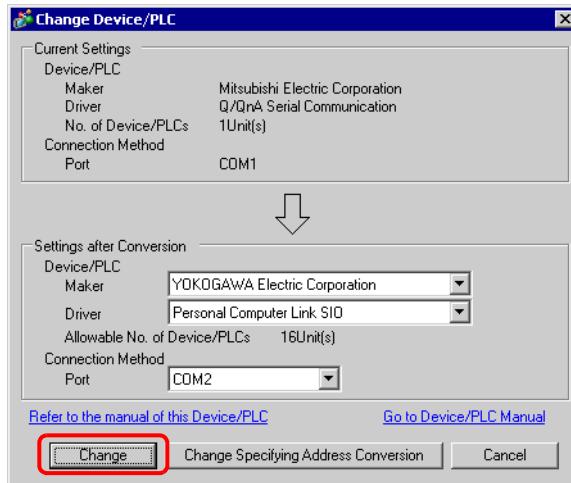 Change Device/PLC
Current Settings
Device/PLC
Maker Mitsubishi Electric Corporation
Driver Q/QnA Serial Communication
No. of Device/PLCs 1Unit(s)
Connection Method
Port COM1
Settings after Conversion
Device/PLC
Maker YOKOGAWA Electric Corporation
Driver Personal Computer Link SIO
Allowable No. of Device/PLCs 16Unit(s)
Connection Method
Port COM2
Refer to the manual of this Device/PLC Go to Device/PLC Manual
Change Change Specifying Address Conversion Cancel